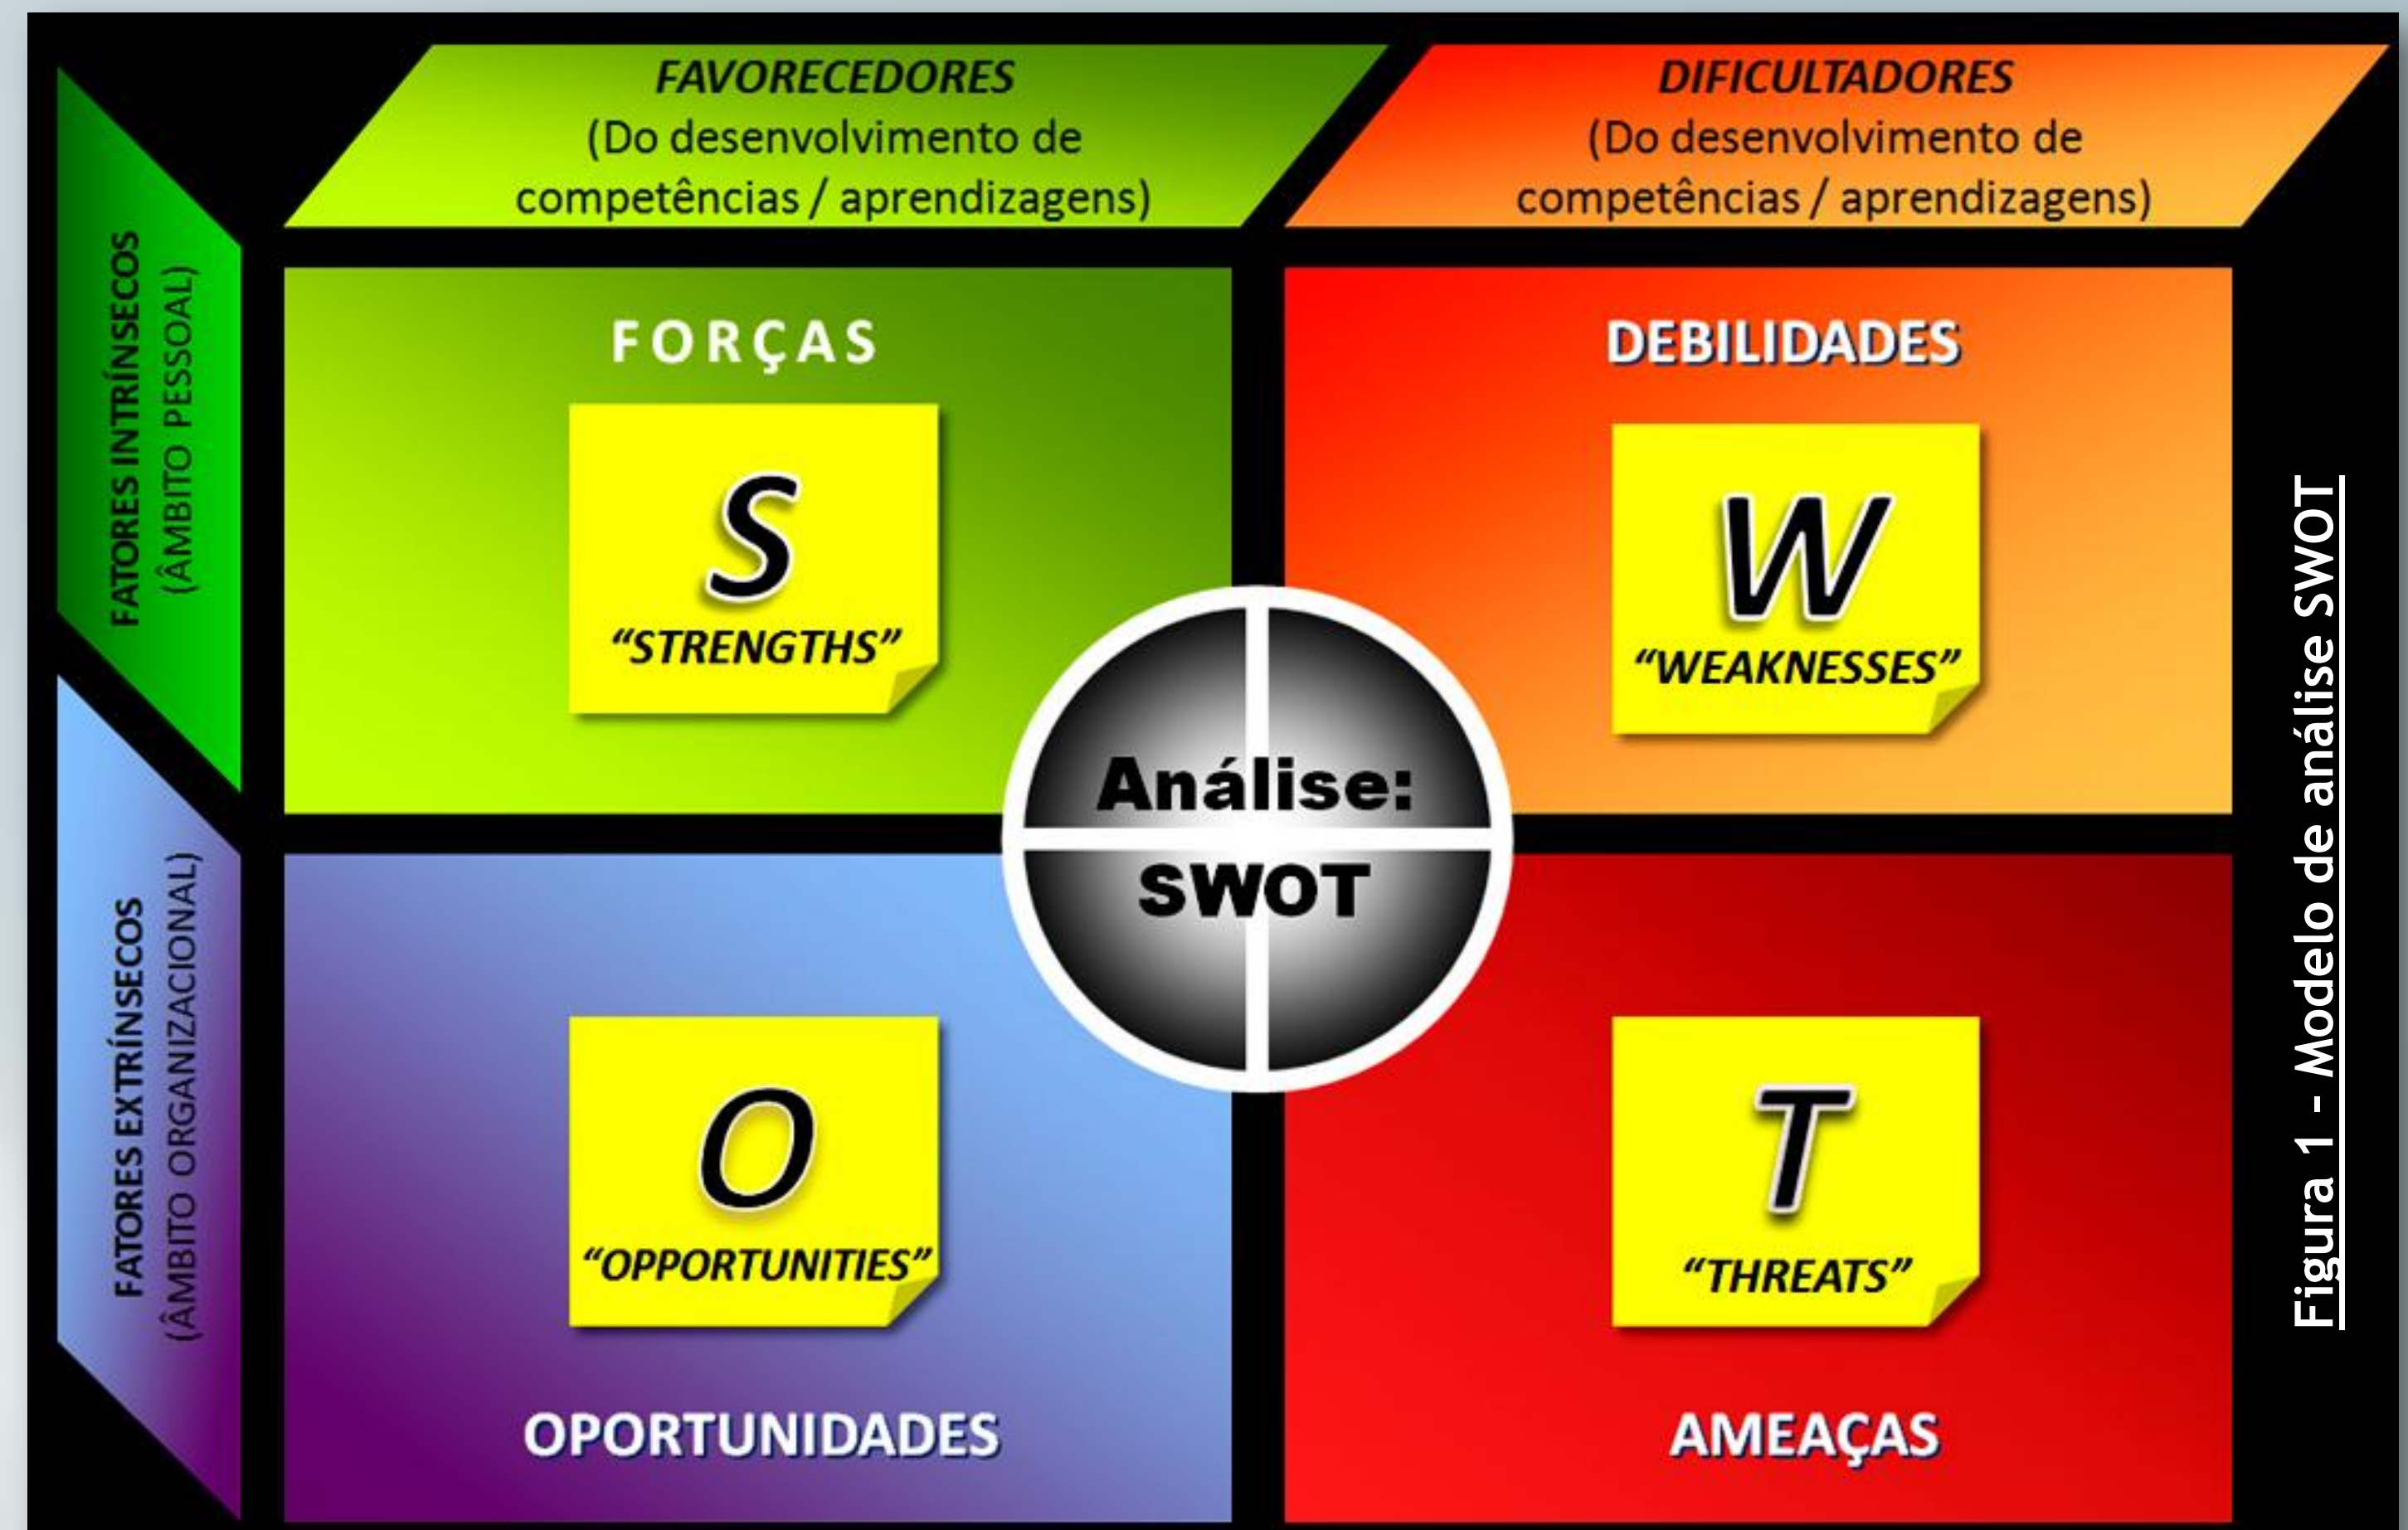 FAVORECEDORES
(Do desenvolvimento de
competências / aprendizagens)
DIFICULTADORES
(Do desenvolvimento de
competências / aprendizagens)
FATORES INTRÍNSECOS
(ÂMBITO PESSOAL)
FORÇAS
S
“STRENGTHS”
DEBILIDADES
W
“WEAKNESSES”
Análise:
SWOT
FATORES EXTRÍNSECOS
(ÂMBITO ORGANIZACIONAL)
O
“OPPORTUNITIES”
OPORTUNIDADES
T
“THREATS”
AMEAÇAS
Figura 1 - Modelo de análise SWOT